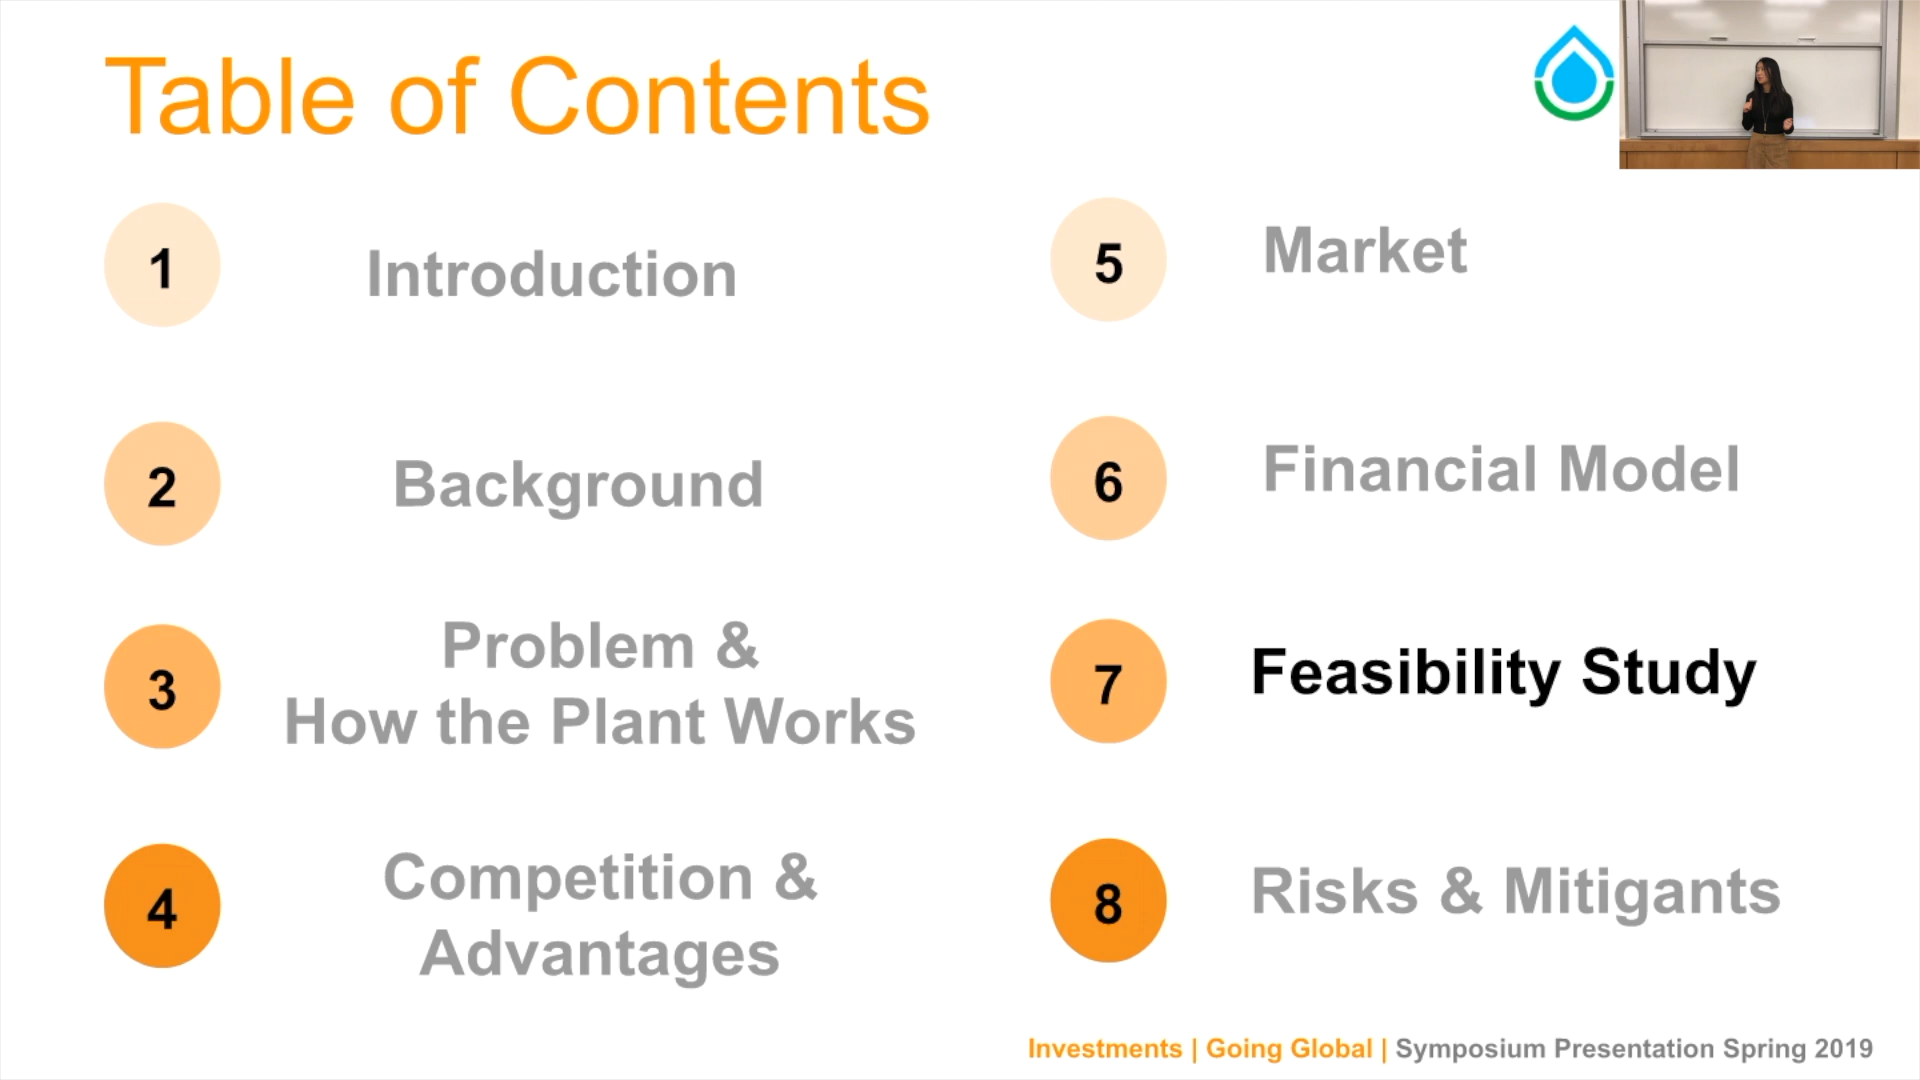 Table of Contents
1
Introduction
2
Background
3
Problem &
How the Plant Works
4
Competition &
Advantages
5
Market
6
Financial Model
7
Feasibility Study
8
Risks & Mitigants
Investments | Going Global | Symposium Presentation Spring 2019